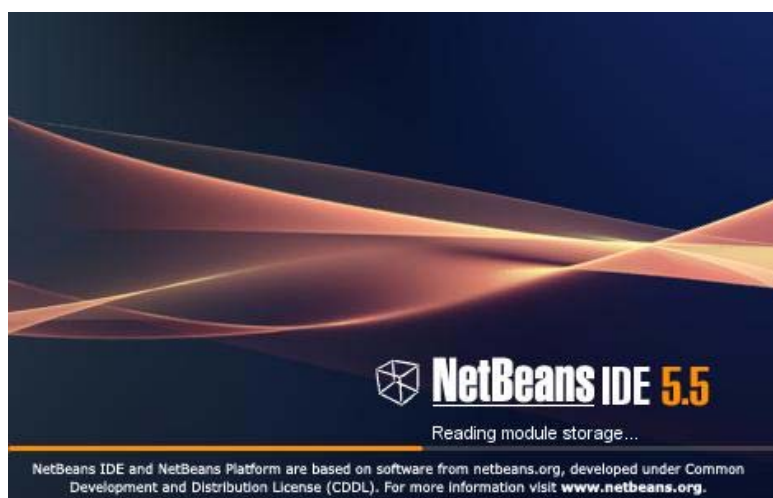 NetBeans IDE 5.5
Reading module storage...
NetBeans IDE and NetBeans Platform are based on software from netbeans.org, developed under Common
Development and Distribution License (CDDL). For more information visit www.netbeans.org.